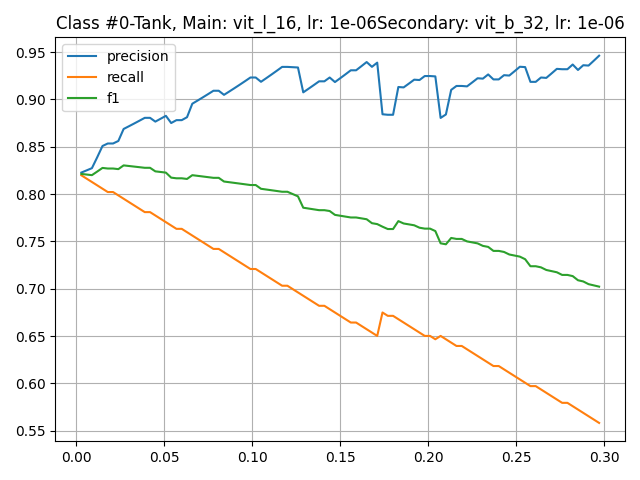 Class #0-Tank, Main: vit_l_16, lr: 1e-06Secondary: vit_b_32, lr: 1e-06
precision
recall
f1
0.95
0.90
0.85
0.80
0.75
0.70
0.65
0.60
0.55
0.00 0.05 0.10 0.15 0.20 0.25 0.30